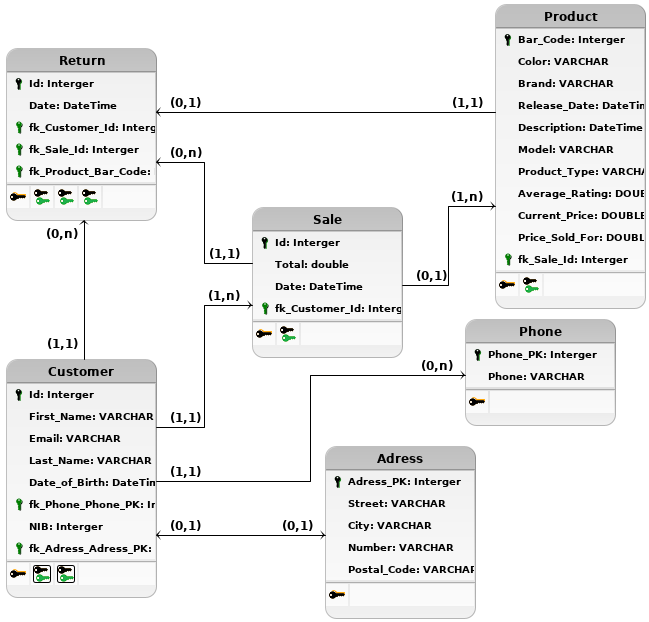 Product
Bar_Code: Interger
Color: VARCHAR
Brand: VARCHAR
Release_Date: DateTin
Description: DateTime
Model: VARCHAR
Product_Type: VARCHA
Average_Rating: DOUE
Current_Price: DOUBLE
Price_Sold_For: DOUBL
fk_Sale_Id: Interger
Return
Id: Interger
Date: DateTime
fk_Customer_Id: Interg
fk_Sale_Id: Interger
fk_Product_Bar_Code:
(0,1)
(1,1)
(0,n)
(1,1)
(1,n)
(0,1)
Sale
Id: Interger
Total: double
Date: DateTime
fk_Customer_Id: Interg
(0,n)
(1,1)
(1,n)
(1,1)
Phone
Phone_PK: Interger
Phone: VARCHAR
(0,n)
(1,1)
Customer
Id: Interger
First_Name: VARCHAR
Email: VARCHAR
Last_Name: VARCHAR
Date_of_Birth: DateTin
fk_Phone_Phone_PK: Ir
NIB: Interger
fk_Adress_Adress_PK:
(0,1)
(0,1)
Adress
Adress_PK: Interger
Street: VARCHAR
City: VARCHAR
Number: VARCHAR
Postal_Code: VARCHAR